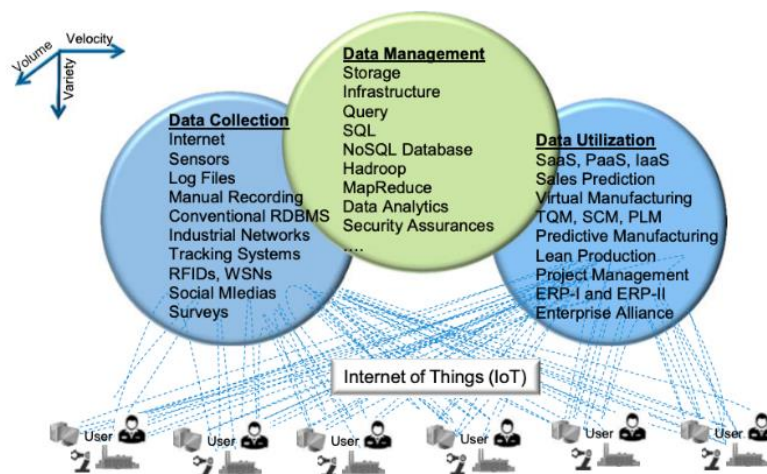 Volume
Velocity
Variety
Data Management
Storage
Infrastructure
Query
SQL
NoSQL Database
Hadroop
MapReduce
Data Analytics
Security Assurances
....
Data Collection
Internet
Sensors
Log Files
Manual Recording
Conventional RDBMS
Industrial Networks
Tracking Systems
RFIDs, WSNs
Social Mledias
Surveys
Data Utilization
SaaS, PaaS, IaaS
Sales Prediction
Virtual Manufacturing
TQM, SCM, PLM
Predictive Manufacturing
Lean Production
Project Management
ERP-I and ERP-II
Enterprise Alliance
Internet of Things (IoT)
User
User
User
User
User
User